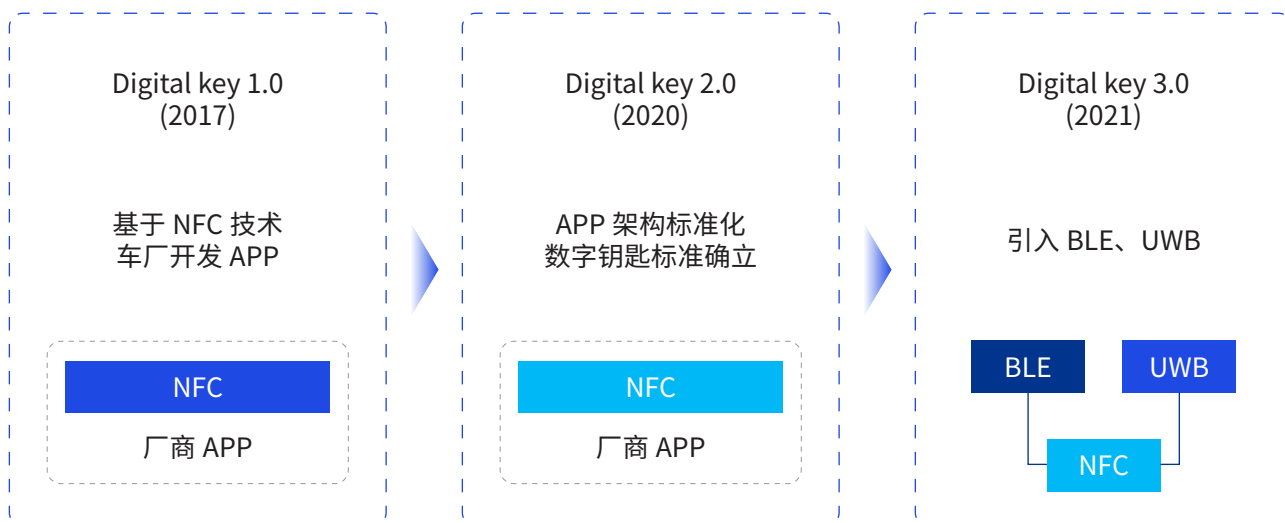 Digital key 1.0
(2017)
基于 NFC 技术
车厂开发 APP
NFC
厂商 APP
Digital key 2.0
(2020)
APP 架构标准化
数字钥匙标准确立
NFC
厂商 APP
Digital key 3.0
(2021)
引入 BLE、UWB
BLE
UWB
NFC